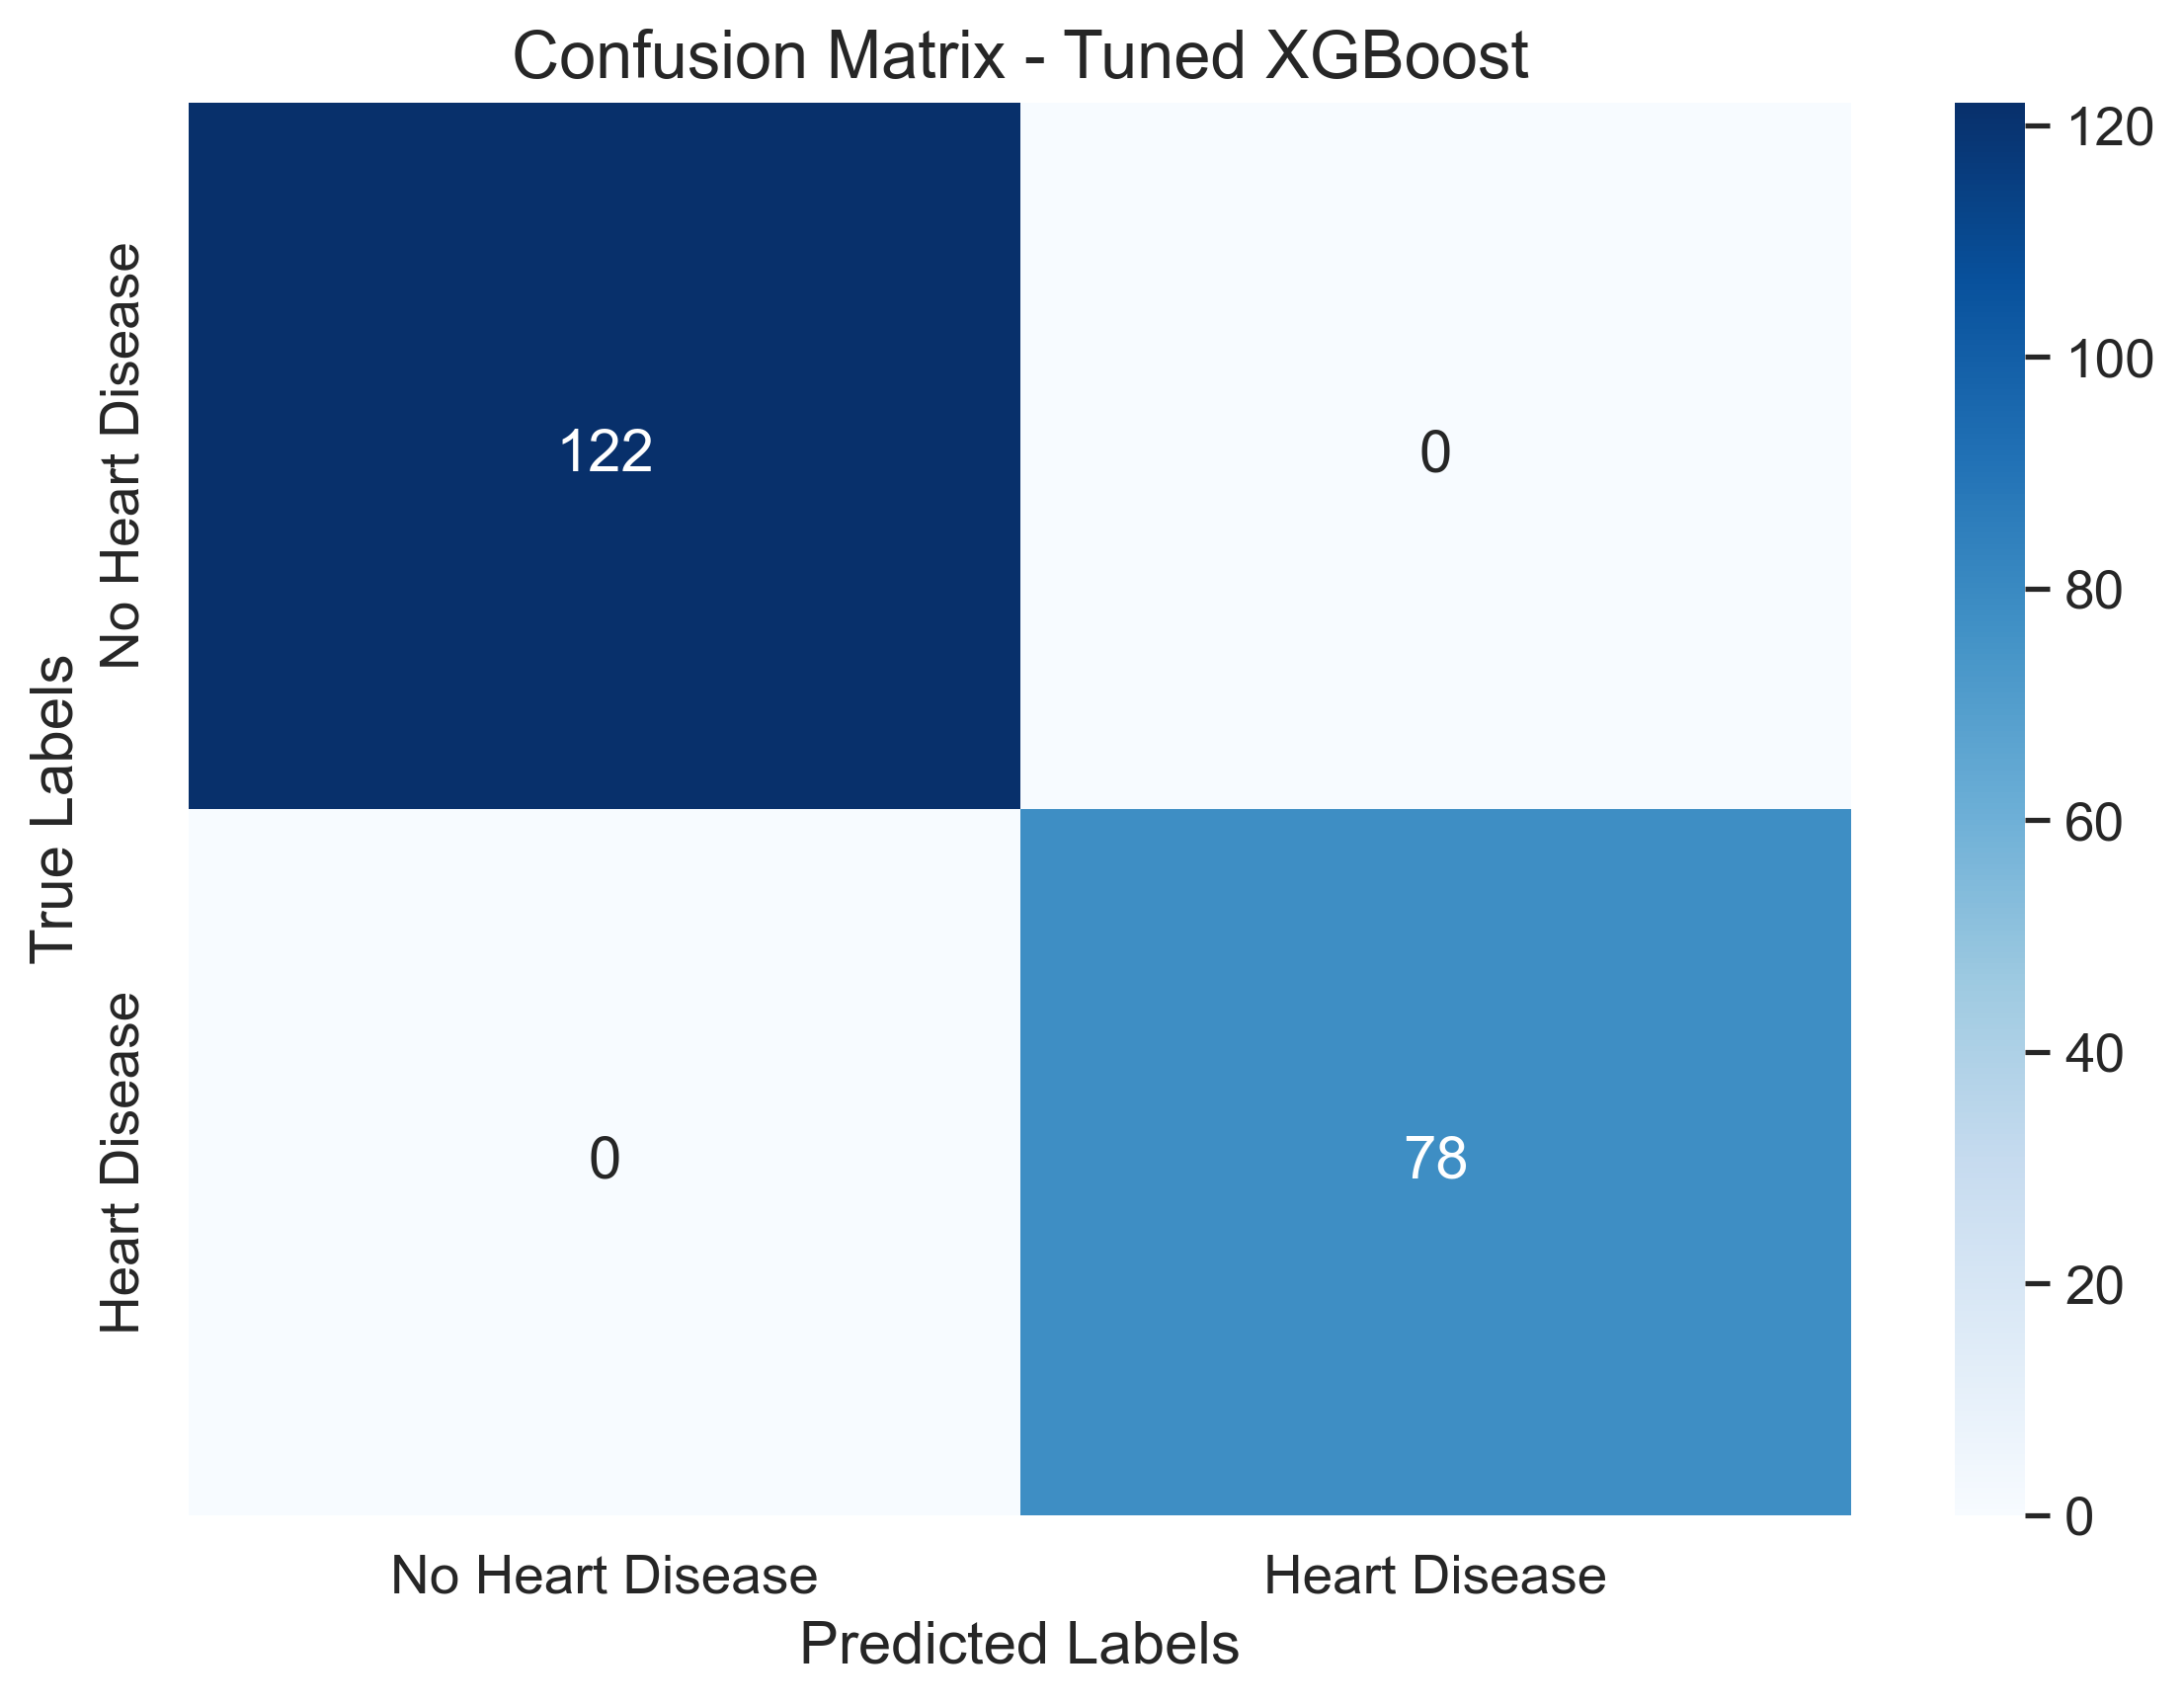 Confusion Matrix - Tuned XGBoost
True Labels
No Heart Disease
Heart Disease
122
0
0
78
No Heart Disease
Heart Disease
Predicted Labels
120
100
80
60
40
20
0